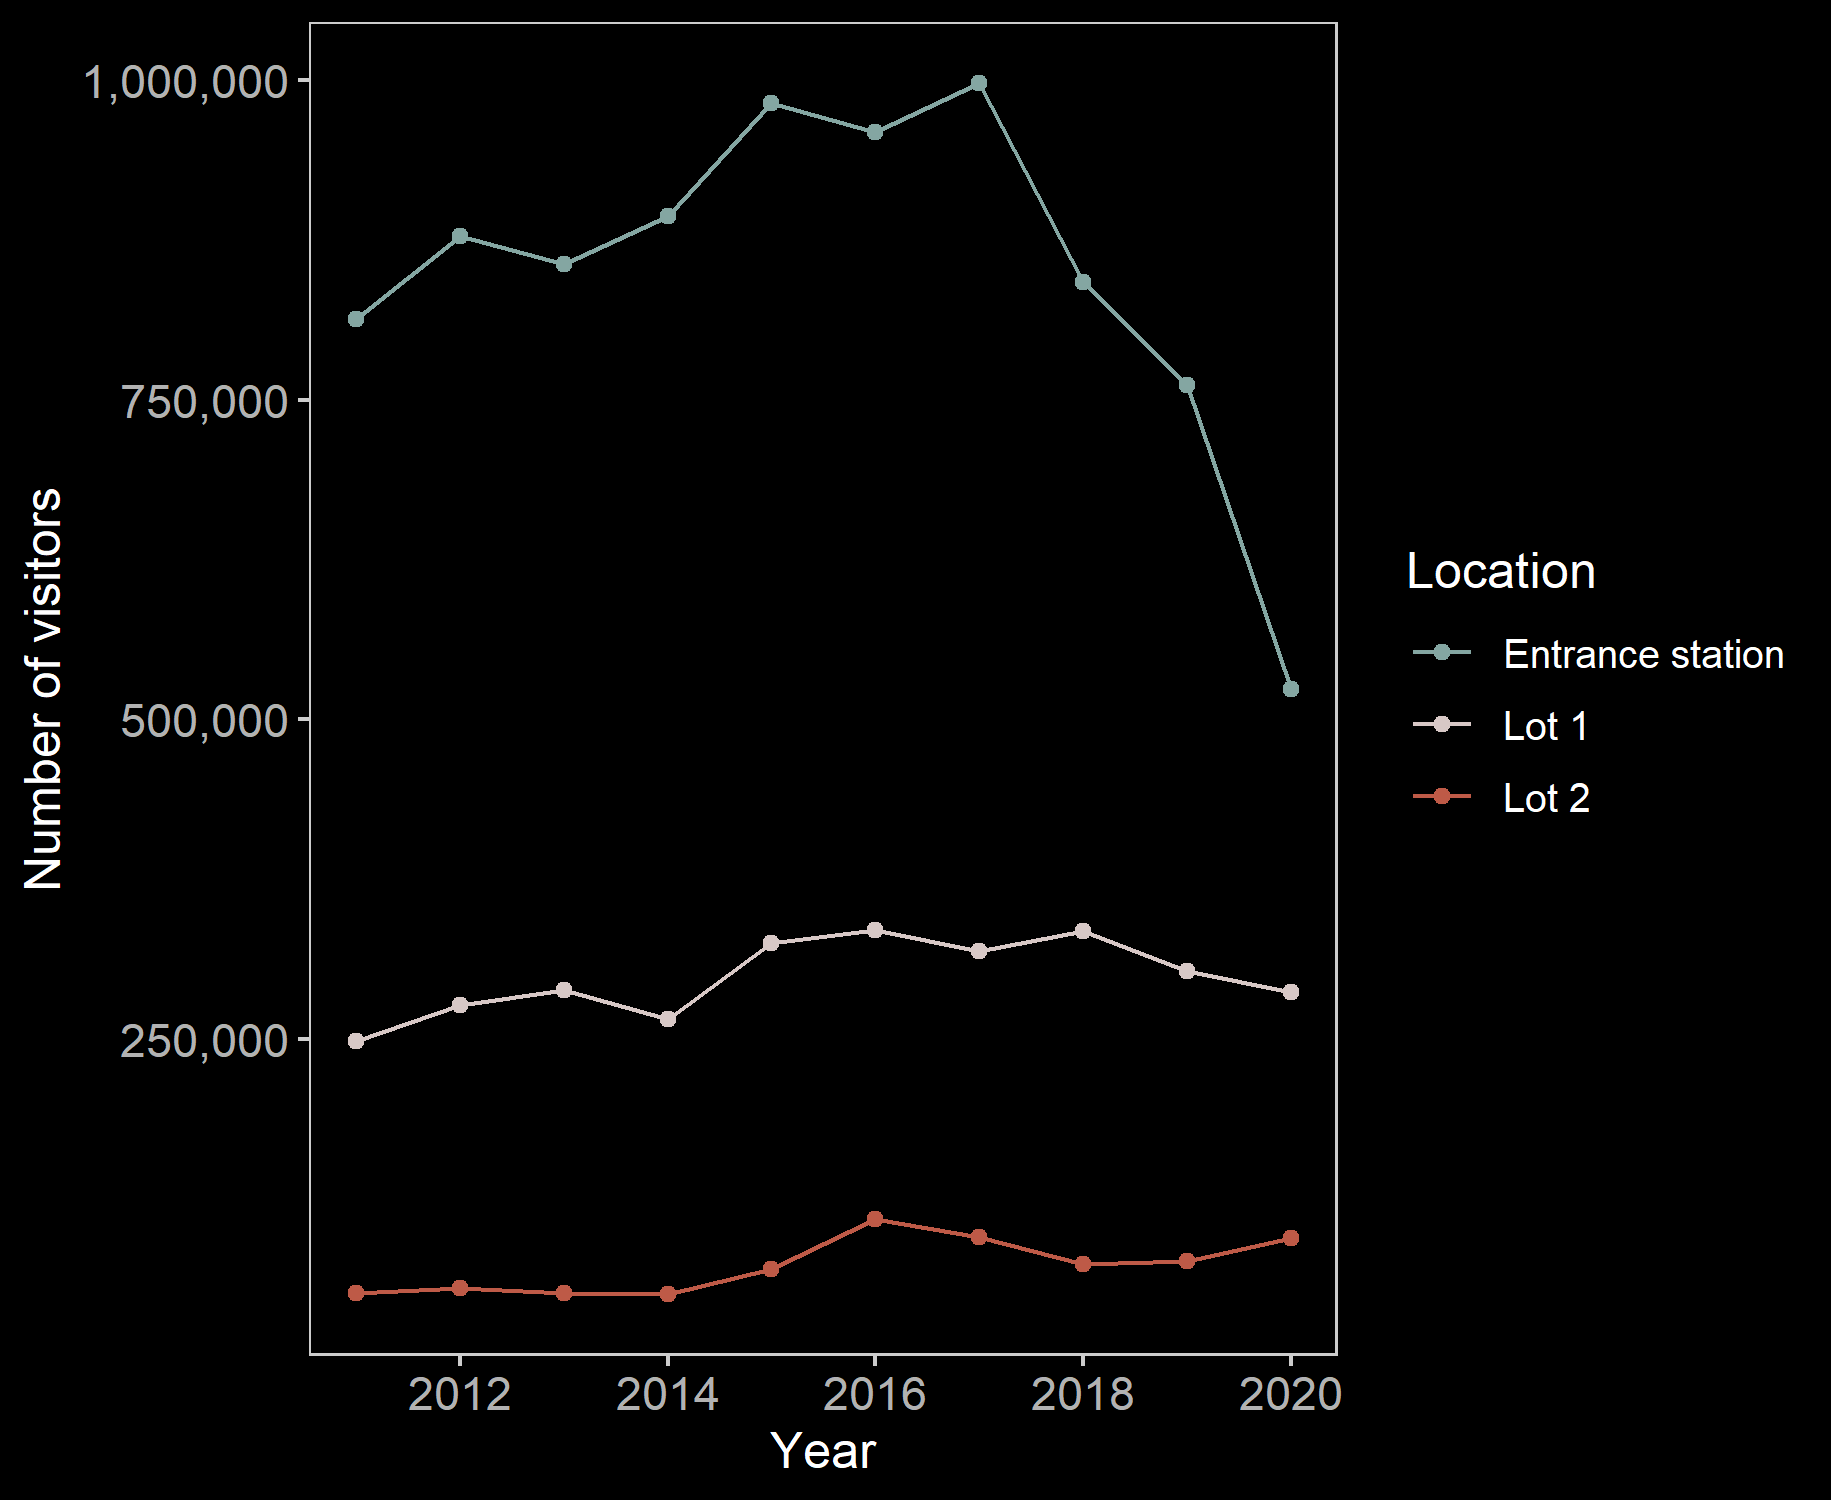 1,000,000
750,000
500,000
250,000
Number of visitors
2012 2014 2016 2018 2020
Year
Location
Entrance station
Lot 1
Lot 2